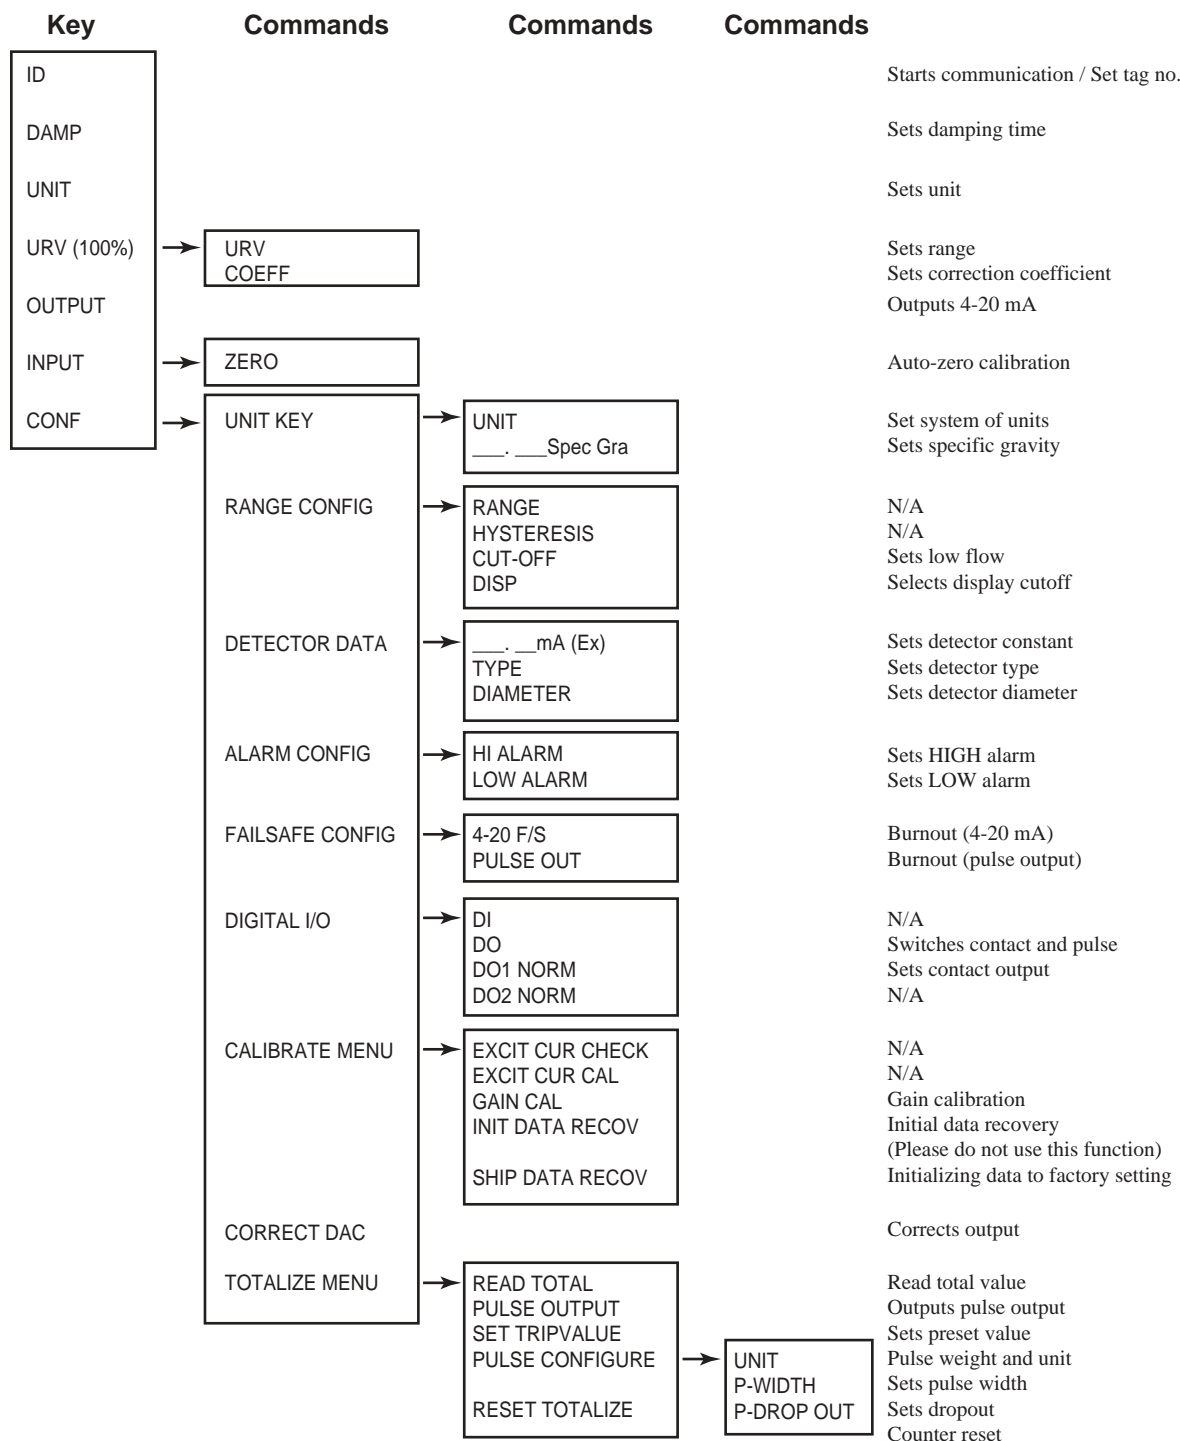 Key Commands Commands Commands
ID Starts communication / Set tag no.
DAMP Sets damping time
UNIT Sets unit
URV (100%) URV Sets range
COEFF Sets correction coefficient
OUTPUT Outputs 4-20 mA
INPUT ZERO Auto-zero calibration
CONF UNIT KEY UNIT Set system of units
___. ___Spec Gra Sets specific gravity
RANGE CONFIG RANGE N/A
HYSTERESIS N/A
CUT-OFF Sets low flow
DISP Selects display cutoff
DETECTOR DATA ___. __mA (Ex) Sets detector constant
TYPE Sets detector type
DIAMETER Sets detector diameter
ALARM CONFIG HI ALARM Sets HIGH alarm
LOW ALARM Sets LOW alarm
FAILSAFE CONFIG 4-20 F/S Burnout (4-20 mA)
PULSE OUT Burnout (pulse output)
DIGITAL I/O DI N/A
DO Switches contact and pulse
DO1 NORM Sets contact output
DO2 NORM N/A
CALIBRATE MENU EXCIT CUR CHECK N/A
EXCIT CUR CAL N/A
GAIN CAL Gain calibration
INIT DATA RECOV Initial data recovery
(Please do not use this function)
SHIP DATA RECOV Initializing data to factory setting
CORRECT DAC Corrects output
TOTALIZE MENU READ TOTAL Read total value
PULSE OUTPUT Outputs pulse output
SET TRIPVALUE Sets preset value
PULSE CONFIGURE UNIT Pulse weight and unit
P-WIDTH Sets pulse width
RESET TOTALIZE P-DROP OUT Sets dropout
Counter reset